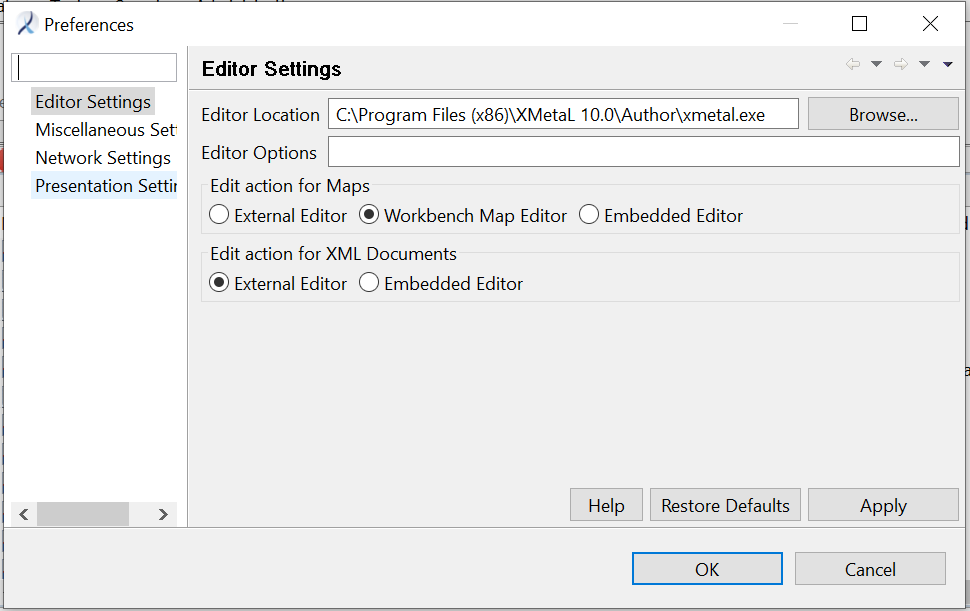 Preferences
Editor Settings
Miscellaneous Sett
Network Settings
Presentation Settin
Editor Settings
Editor Location C:\Program Files (x86)\XMetaL 10.0\Author\xmetal.exe Browse...
Editor Options
Edit action for Maps
External Editor Workbench Map Editor Embedded Editor
Edit action for XML Documents
External Editor Embedded Editor
Help Restore Defaults Apply
OK Cancel